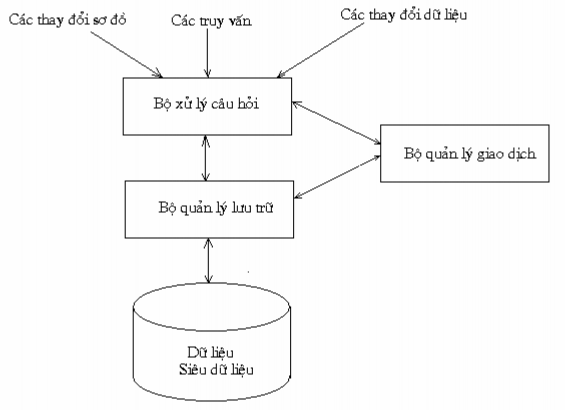 Các thay đổi sơ đồ
Các truy vấn
Các thay đổi dữ liệu
Bộ xử lý câu hỏi
Bộ quản lý giao dịch
Bộ quản lý lưu trữ
Dữ liệu
Siêu dữ liệu